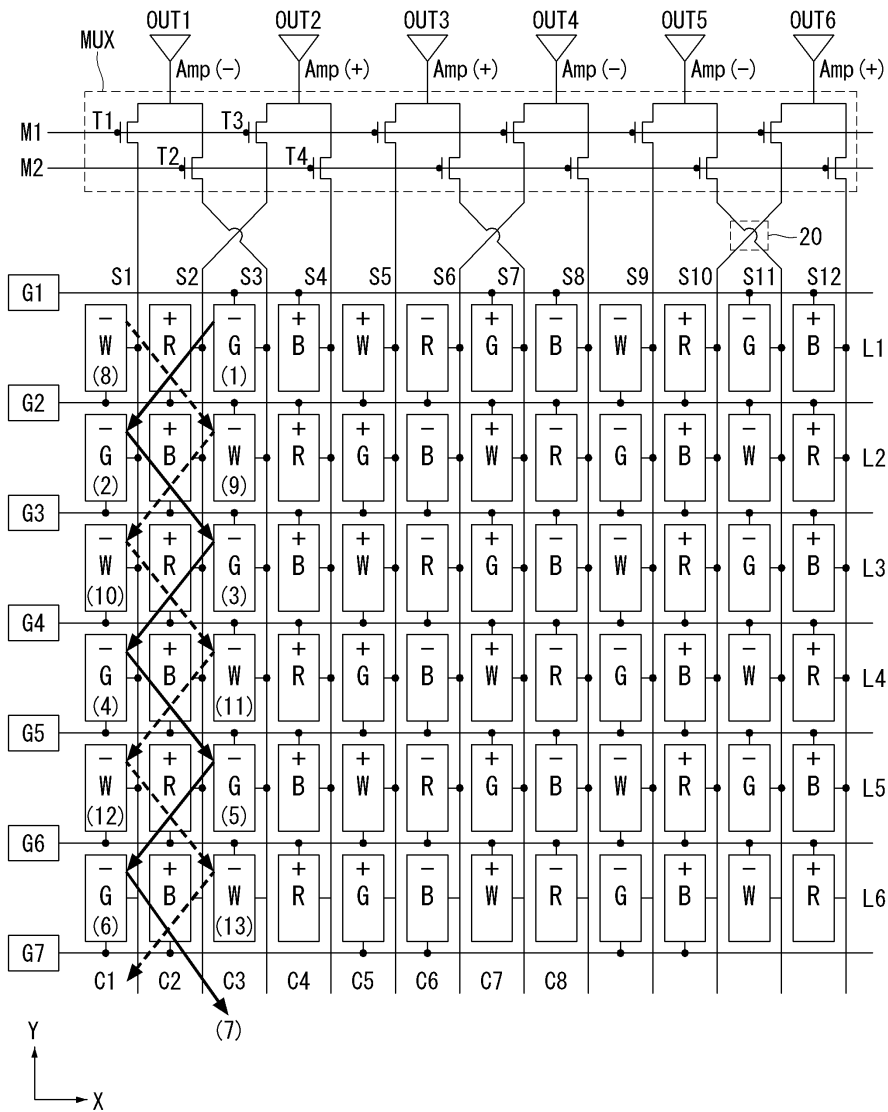 OUT1 OUT2 OUT3 OUT4 OUT5 OUT6
MUX
Amp(-) Amp(+) Amp(+) Amp(-) Amp(-) Amp(+)
M1 T1 T3
M2 T2 T4
20
S1 S2 S3 S4 S5 S6 S7 S8 S9 S10 S11 S12
G1
- + - + + - + - - + - +
W R G B W R G B W R G B L1
(8) (1)
G2
- + - + + - + - - + - +
G B W R G B W R G B W R L2
(2) (9)
G3
- + - + + - + - - + - +
W R G B W R G B W R G B L3
(10) (3)
G4
- + - + + - + - - + - +
G B W R G B W R G B W R L4
(4) (11)
G5
- + - + + - + - - + - +
W R G B W R G B W R G B L5
(12) (5)
G6
- + - + + - + - - + - +
G B W R G B W R G B W R L6
(6) (13)
G7
C1 C2 C3 C4 C5 C6 C7 C8
(7)
Y
X